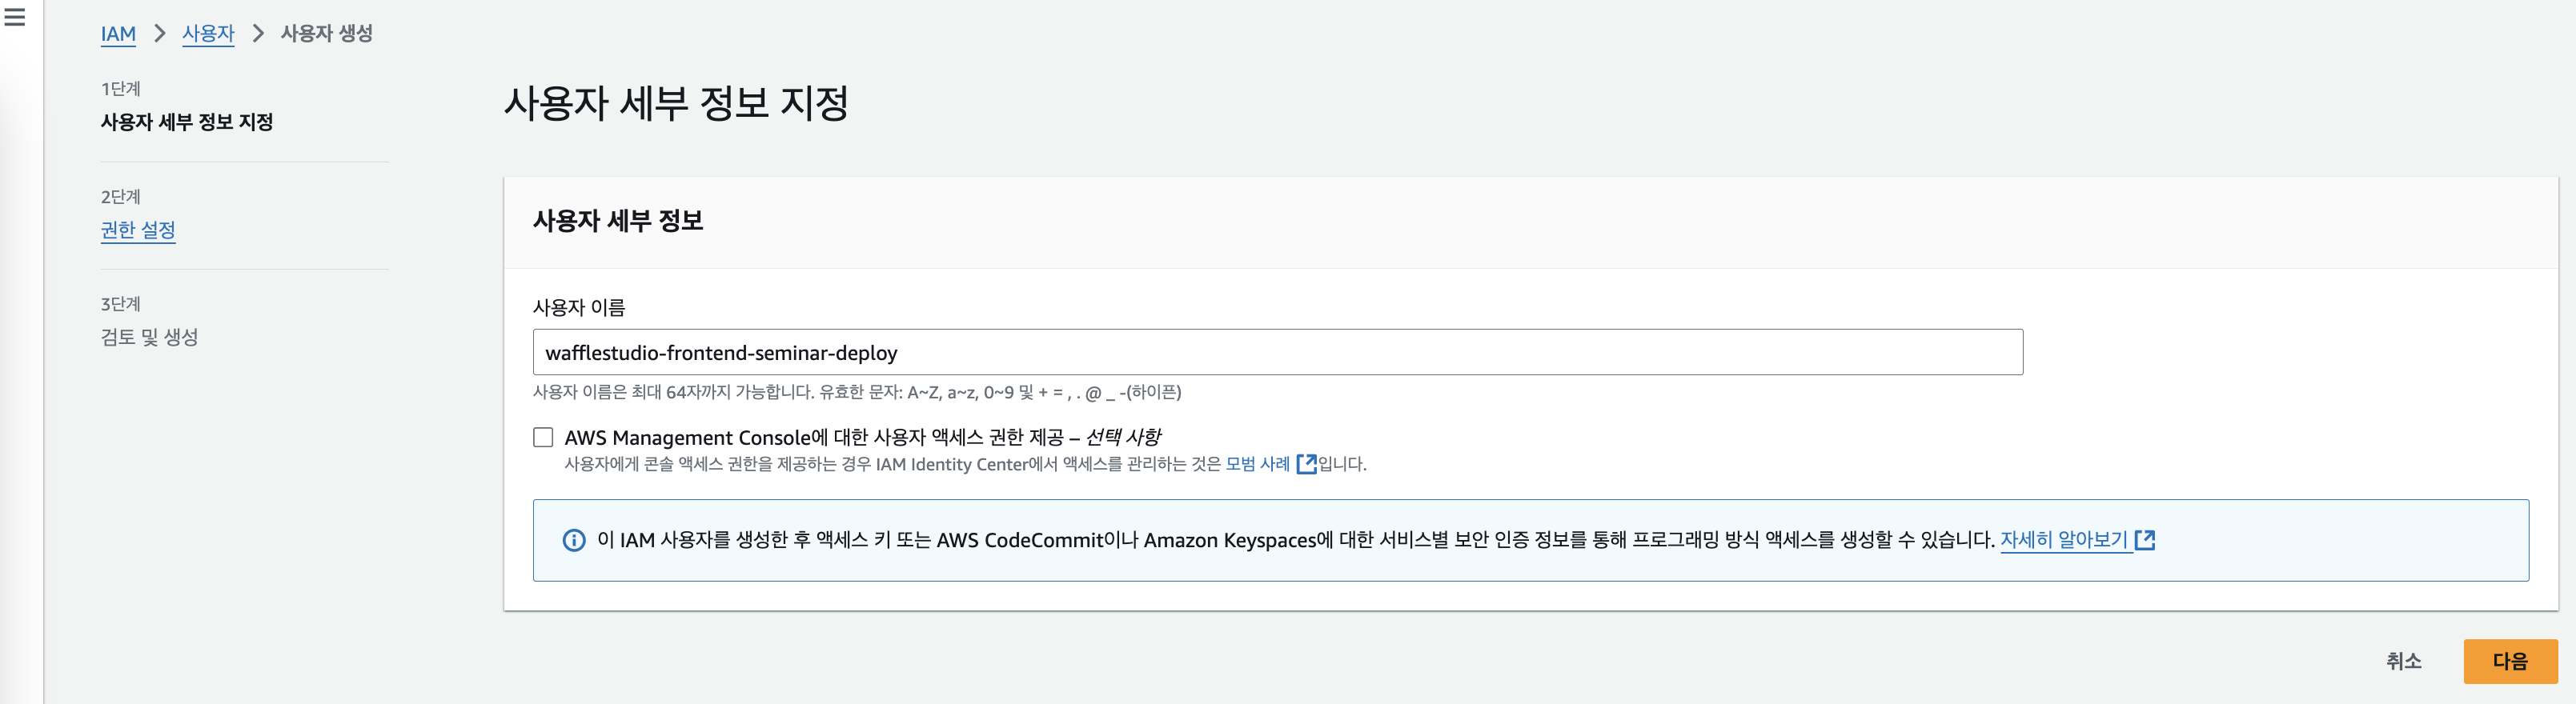 IAM > 사용자 > 사용자 생성
1단계
사용자 세부 정보 지정
2단계
권한 설정
3단계
검토 및 생성
사용자 세부 정보 지정
사용자 세부 정보
사용자 이름
wafflestudio-frontend-seminar-deploy
사용자 이름은 최대 64자까지 가능합니다. 유효한 문자: A~Z, a~z, 0~9 및 + = , . @ _ -(하이픈)
AWS Management Console에 대한 사용자 액세스 권한 제공 – 선택 사항
사용자에게 콘솔 액세스 권한을 제공하는 경우 IAM Identity Center에서 액세스를 관리하는 것은 모범 사례입니다.
이 IAM 사용자를 생성한 후 액세스 키 또는 AWS CodeCommit이나 Amazon Keyspaces에 대한 서비스별 보안 인증 정보를 통해 프로그래밍 방식 액세스를 생성할 수 있습니다. 자세히 알아보기
취소
다음